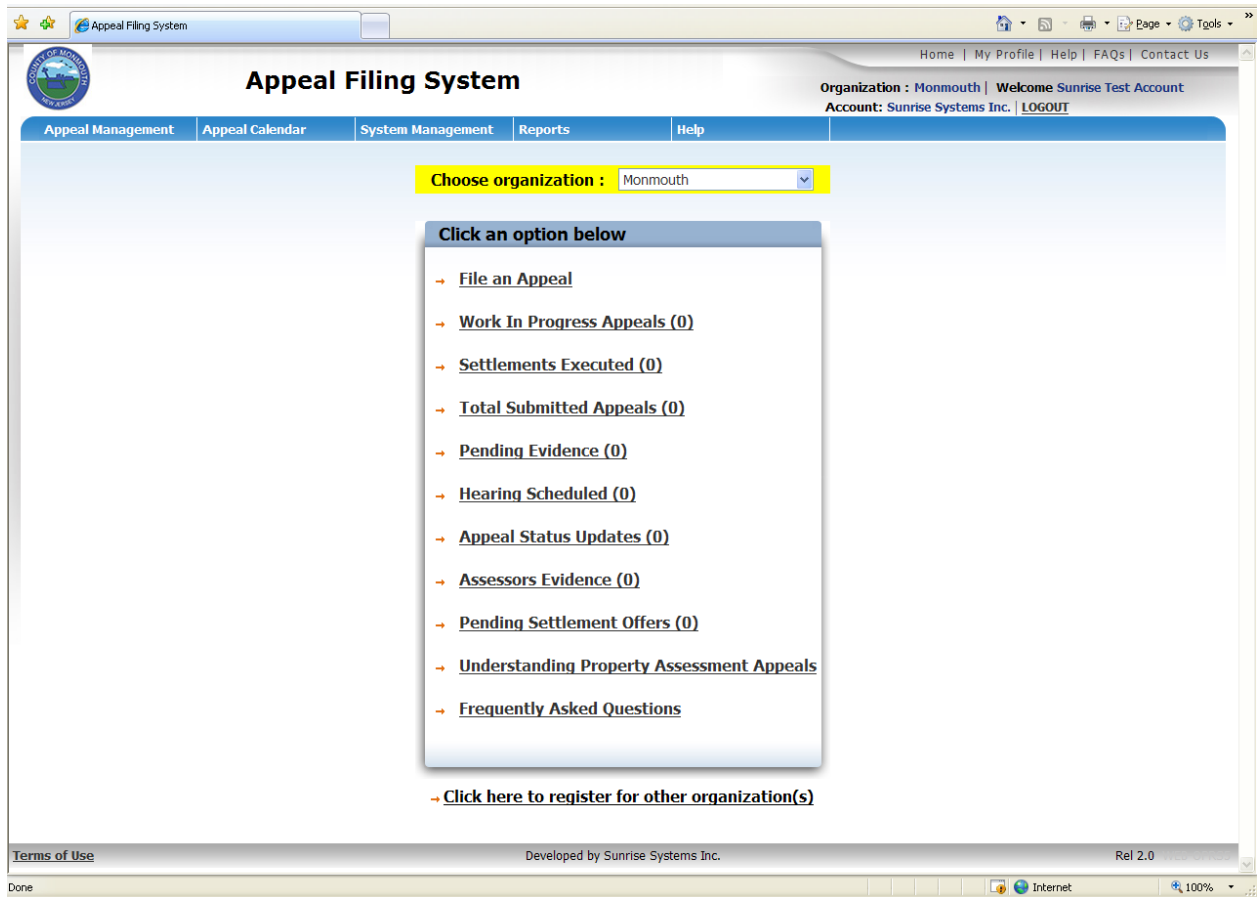 Appeal Filing System
Page
Tools
»
COUNTY OF MONMOUTH
NEW JERSEY
Appeal Filing System
Home | My Profile | Help | FAQs | Contact Us
Organization : Monmouth | Welcome Sunrise Test Account
Account: Sunrise Systems Inc. | LOGOUT
Appeal Management Appeal Calendar System Management Reports Help
Choose organization : Monmouth
Click an option below
→ File an Appeal
→ Work In Progress Appeals (0)
→ Settlements Executed (0)
→ Total Submitted Appeals (0)
→ Pending Evidence (0)
→ Hearing Scheduled (0)
→ Appeal Status Updates (0)
→ Assessors Evidence (0)
→ Pending Settlement Offers (0)
→ Understanding Property Assessment Appeals
→ Frequently Asked Questions
→ Click here to register for other organization(s)
Terms of Use Developed by Sunrise Systems Inc. Rel 2.0
Done Internet 100%